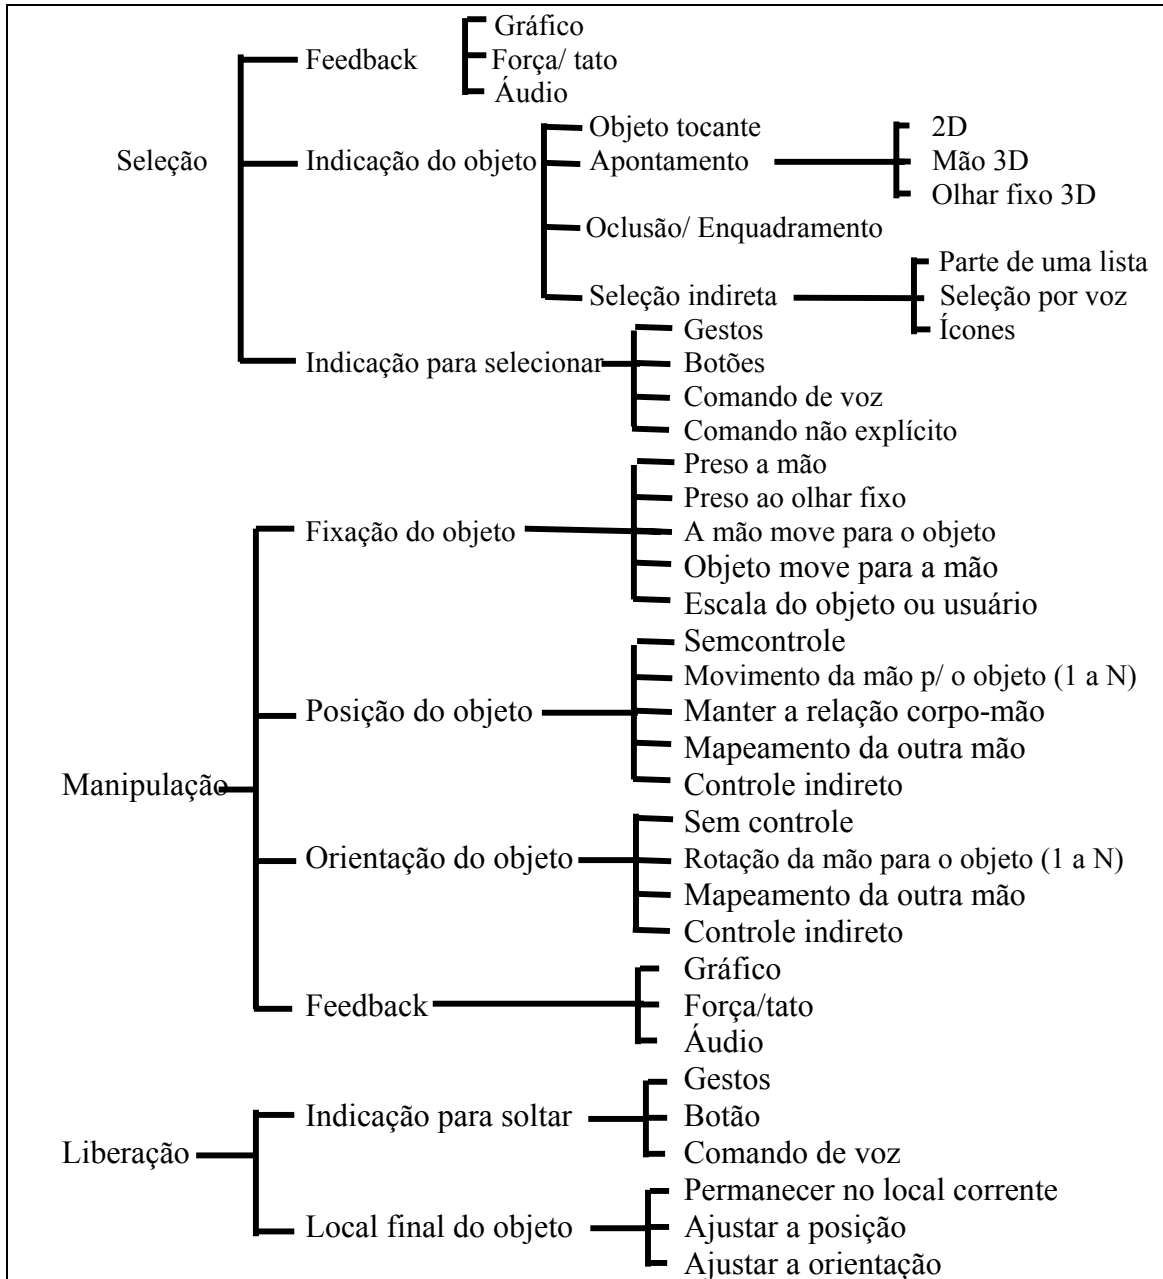 Gráfico
Feedback
Força/ tato
Áudio
Objeto tocante
2D
Seleção
Indicação do objeto
Apontamento
Mão 3D
Olhar fixo 3D
Oclusão/ Enquadramento
Parte de uma lista
Seleção indireta
Seleção por voz
Ícones
Gestos
Indicação para selecionar
Botões
Comando de voz
Comando não explícito
Preso a mão
Preso ao olhar fixo
Fixação do objeto
A mão move para o objeto
Objeto move para a mão
Escala do objeto ou usuário
Semcontrole
Movimento da mão p/ o objeto (1 a N)
Posição do objeto
Manter a relação corpo-mão
Mapeamento da outra mão
Manipulação
Controle indireto
Sem controle
Orientação do objeto
Rotação da mão para o objeto (1 a N)
Mapeamento da outra mão
Controle indireto
Gráfico
Feedback
Força/tato
Áudio
Gestos
Indicação para soltar
Botão
Liberação
Comando de voz
Permanecer no local corrente
Local final do objeto
Ajustar a posição
Ajustar a orientação